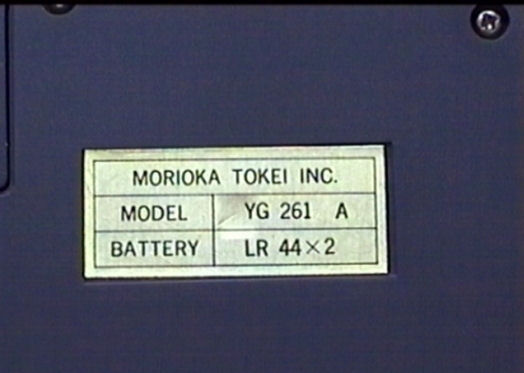 MORIOKA TOKEI INC.
MODEL YG 261 A
BATTERY LR 44×2